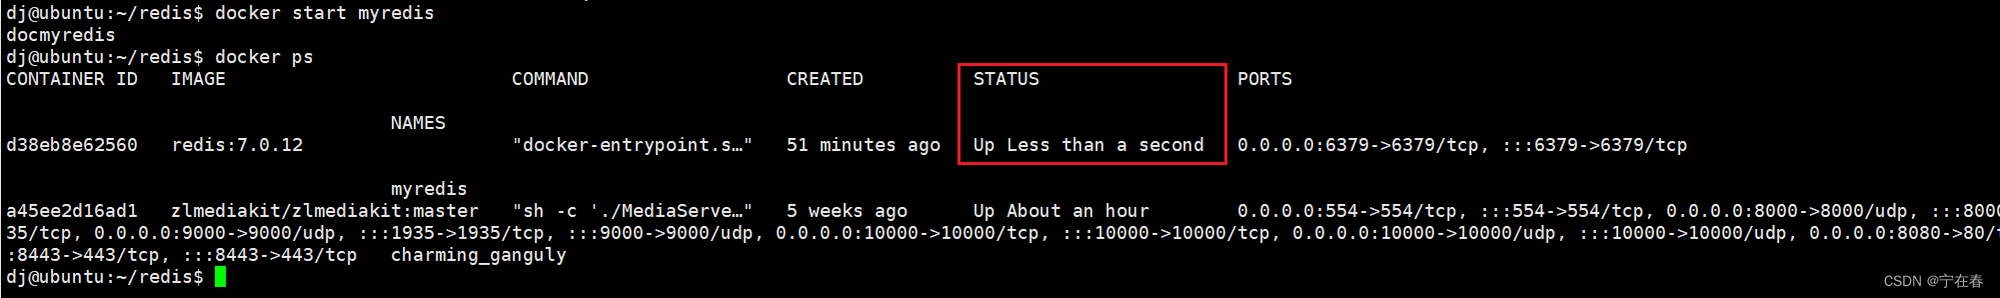 dj@ubuntu:~/redis$ docker start myredis
docmyredis
dj@ubuntu:~/redis$ docker ps
CONTAINER ID   IMAGE                          COMMAND                  CREATED          STATUS                  PORTS
NAMES
d38eb8e62560   redis:7.0.12                   "docker-entrypoint.s…"   51 minutes ago   Up Less than a second   0.0.0.0:6379->6379/tcp, :::6379->6379/tcp
myredis
a45ee2d16ad1   zlmediakit/zlmediakit:master   "sh -c './MediaServe…"   5 weeks ago      Up About an hour        0.0.0.0:554->554/tcp, :::554->554/tcp, 0.0.0.0:8000->8000/udp, :::8000
35/tcp, 0.0.0.0:9000->9000/udp, :::1935->1935/tcp, :::9000->9000/udp, 0.0.0.0:10000->10000/tcp, :::10000->10000/tcp, 0.0.0.0:10000->10000/udp, :::10000->10000/udp, 0.0.0.0:8080->80/t
:8443->443/tcp, :::8443->443/tcp   charming_ganguly
dj@ubuntu:~/redis$
CSDN @宁在春